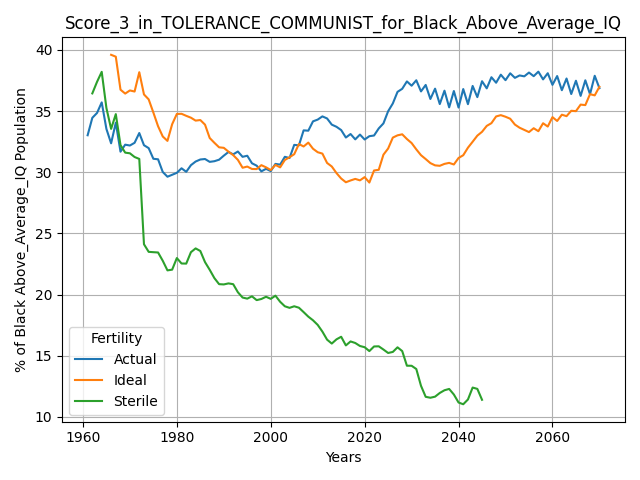 Score_3_in_TOLERANCE_COMMUNIST_for_Black_Above_Average_IQ
% of Black Above_Average_IQ Population
40
35
30
25
20
15
10
Fertility
Actual
Ideal
Sterile
1960 1980 2000 2020 2040 2060
Years